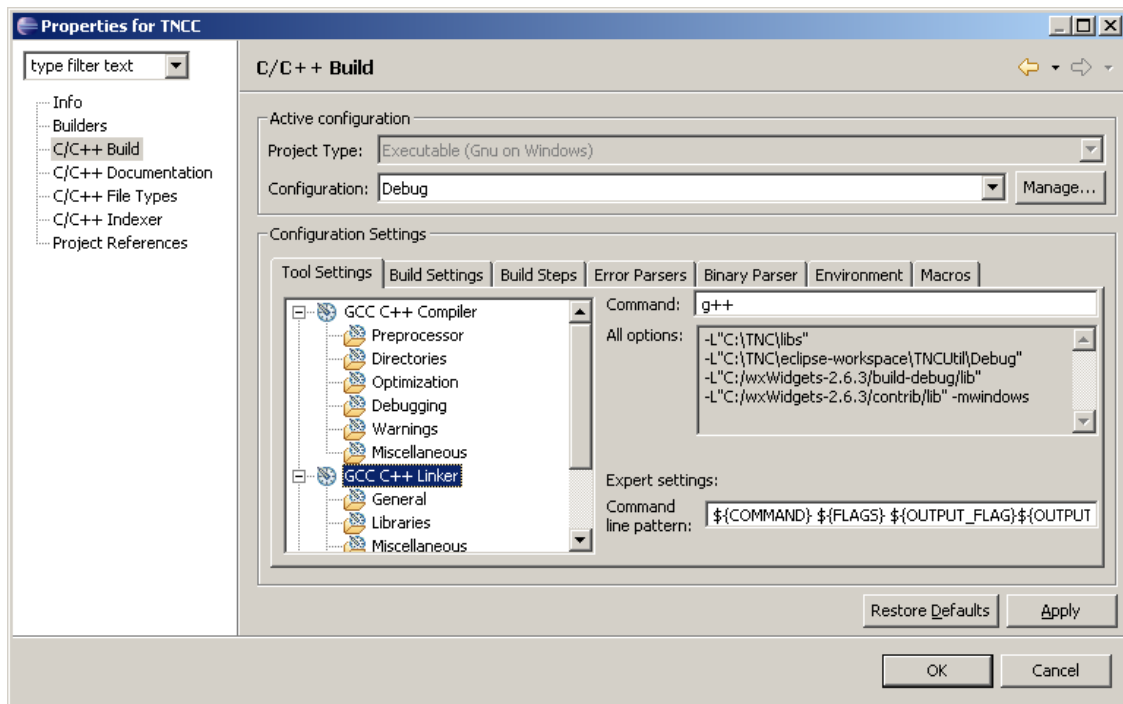 Properties for TNCC
type filter text
Info
Builders
C/C++ Build
C/C++ Documentation
C/C++ File Types
C/C++ Indexer
Project References
C/C++ Build
Active configuration
Project Type: Executable (Gnu on Windows)
Configuration: Debug Manage...
Configuration Settings
Tool Settings Build Settings Build Steps Error Parsers Binary Parser Environment Macros
GCC C++ Compiler
Preprocessor
Directories
Optimization
Debugging
Warnings
Miscellaneous
GCC C++ Linker
General
Libraries
Miscellaneous
Command: g++
All options: -L"C:\TNC\libs"
-L"C:\TNC\eclipse-workspace\TNCUtil\Debug"
-L"C:/wxWidgets-2.6.3/build-debug/lib"
-L"C:/wxWidgets-2.6.3/contrib/lib" -mwindows
Expert settings:
Command
line pattern: ${COMMAND} ${FLAGS} ${OUTPUT_FLAG}${OUTPUT
Restore Defaults Apply
OK Cancel